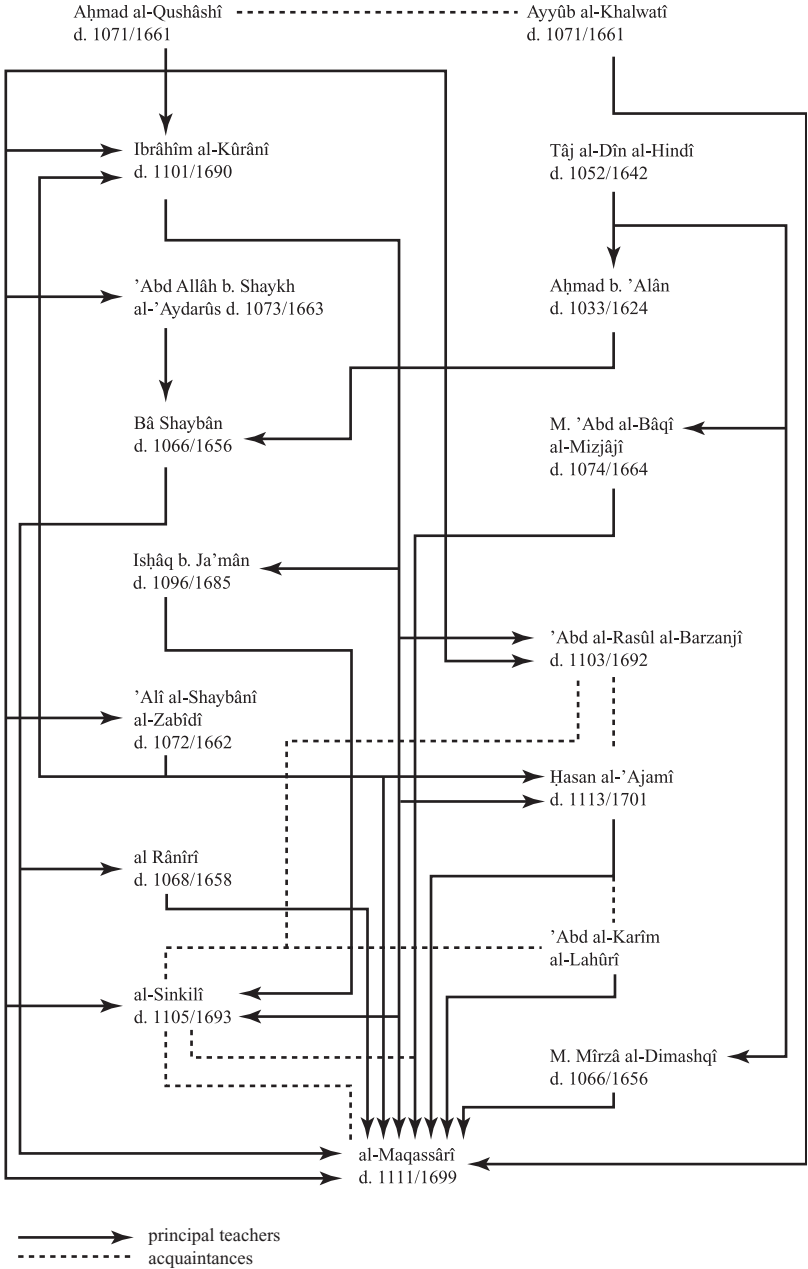 Aḥmad al-Qushâshî
d. 1071/1661
Ayyûb al-Khalwatî
d. 1071/1661
Ibrâhîm al-Kûrânî
d. 1101/1690
Tâj al-Dîn al-Hindî
d. 1052/1642
’Abd Allâh b. Shaykh
al-’Aydarûs d. 1073/1663
Aḥmad b. ’Alân
d. 1033/1624
Bâ Shaybân
d. 1066/1656
M. ’Abd al-Bâqî
al-Mizjâjî
d. 1074/1664
Isḥâq b. Ja’mân
d. 1096/1685
’Abd al-Rasûl al-Barzanjî
d. 1103/1692
’Alî al-Shaybânî
al-Zabîdî
d. 1072/1662
Ḥasan al-’Ajamî
d. 1113/1701
al Rânîrî
d. 1068/1658
’Abd al-Karîm
al-Lahûrî
al-Sinkilî
d. 1105/1693
M. Mîrzâ al-Dimashqî
d. 1066/1656
al-Maqassârî
d. 1111/1699
principal teachers
acquaintances